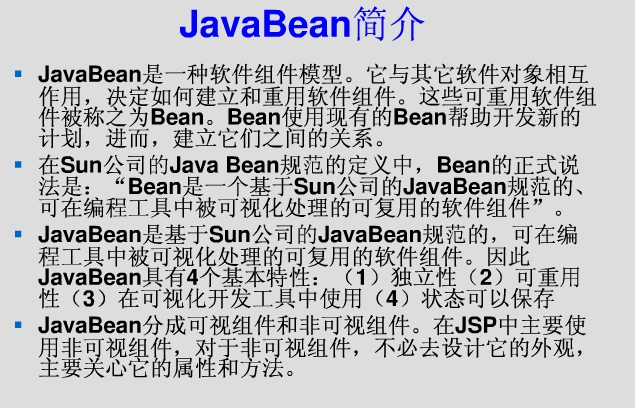 JavaBean简介
JavaBean是一种软件组件模型。它与其它软件对象相互
作用，决定如何建立和重用软件组件。这些可重用软件组
件被称之为Bean。Bean使用现有的Bean帮助开发新的
计划，进而，建立它们之间的关系。
在Sun公司的Java Bean规范的定义中，Bean的正式说
法是：“Bean是一个基于Sun公司的JavaBean规范的、
可在编程工具中被可视化处理的可复用的软件组件”。
JavaBean是基于Sun公司的JavaBean规范的，可在编
程工具中被可视化处理的可复用的软件组件。因此
JavaBean具有4个基本特性：（1）独立性（2）可重用
性（3）在可视化开发工具中使用（4）状态可以保存
JavaBean分成可视组件和非可视组件。在JSP中主要使
用非可视组件，对于非可视组件，不必去设计它的外观，
主要关心它的属性和方法。